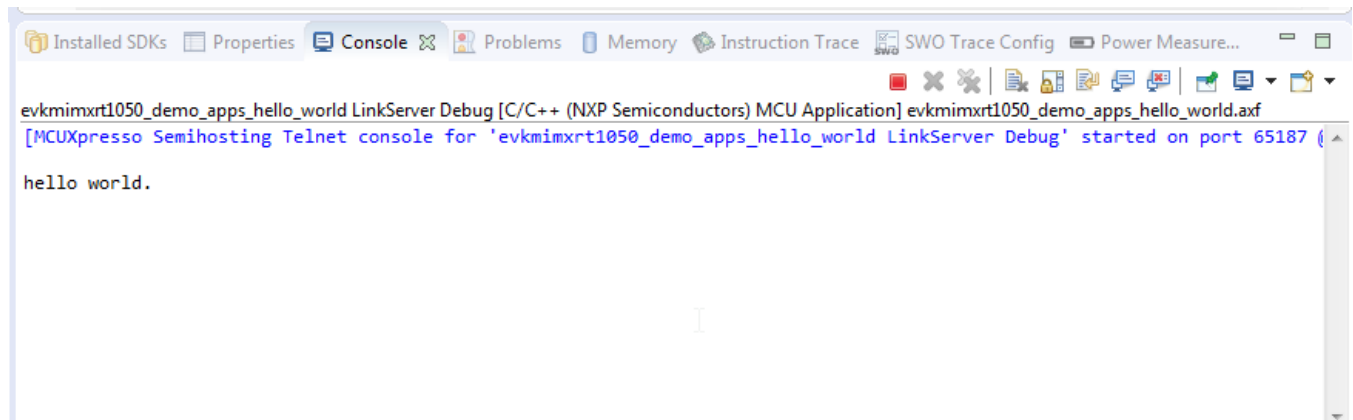 Installed SDKs Properties Console Problems Memory Instruction Trace SWO Trace Config Power Measure...
evkmimxrt1050_demo_apps_hello_world LinkServer Debug [C/C++ (NXP Semiconductors) MCU Application] evkmimxrt1050_demo_apps_hello_world.axf
[MCUXpresso Semihosting Telnet console for 'evkmimxrt1050_demo_apps_hello_world LinkServer Debug' started on port 65187 @
hello world.